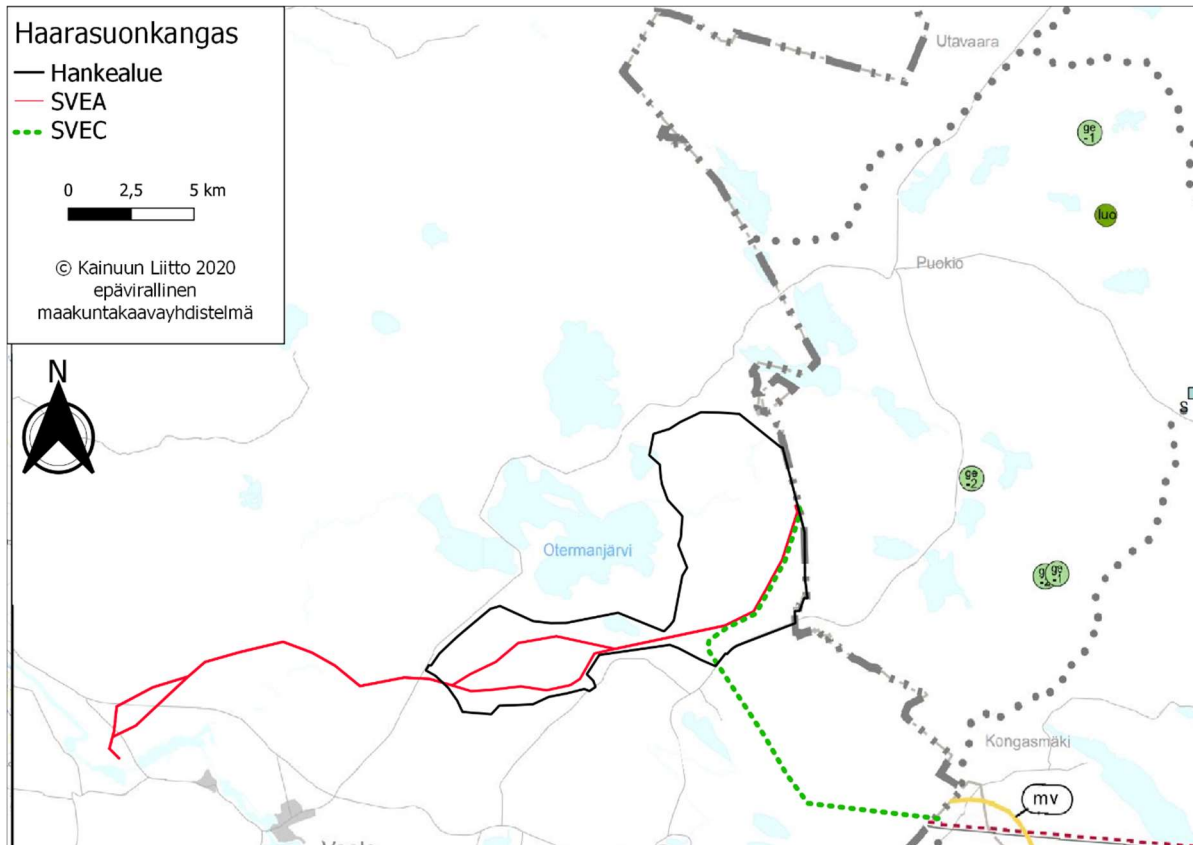 Haarasuonkangas
Hankealue
SVEA
SVEC
0 2,5 5 km
© Kainuun Liitto 2020
epävirallinen
maakuntakaavayhdistelmä
N
Utavaara
ge
-1
luo
Puokio
S
ge
-2
Otermanjärvi
ge
-1
Kongasmäki
mv